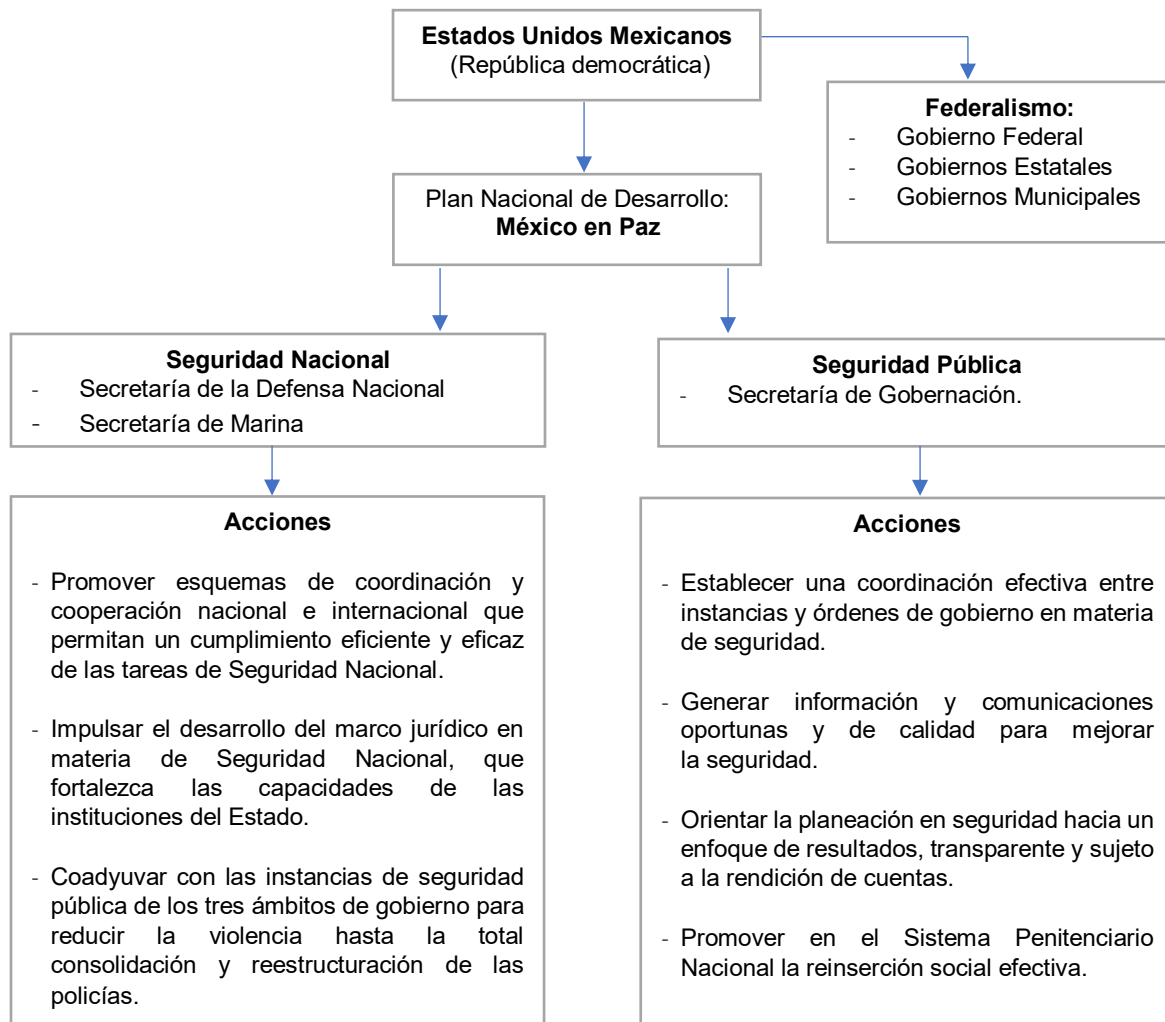 Estados Unidos Mexicanos
(República democrática)
Federalismo:
- Gobierno Federal
- Gobiernos Estatales
- Gobiernos Municipales
Plan Nacional de Desarrollo:
México en Paz
Seguridad Nacional
- Secretaría de la Defensa Nacional
- Secretaría de Marina
Seguridad Pública
- Secretaría de Gobernación.
Acciones
- Promover esquemas de coordinación y
cooperación nacional e internacional que
permitan un cumplimiento eficiente y eficaz
de las tareas de Seguridad Nacional.
- Impulsar el desarrollo del marco jurídico en
materia de Seguridad Nacional, que
fortalezca las capacidades de las
instituciones del Estado.
- Coadyuvar con las instancias de seguridad
pública de los tres ámbitos de gobierno para
reducir la violencia hasta la total
consolidación y reestructuración de las
policías.
Acciones
- Establecer una coordinación efectiva entre
instancias y órdenes de gobierno en materia
de seguridad.
- Generar información y comunicaciones
oportunas y de calidad para mejorar
la seguridad.
- Orientar la planeación en seguridad hacia un
enfoque de resultados, transparente y sujeto
a la rendición de cuentas.
- Promover en el Sistema Penitenciario
Nacional la reinserción social efectiva.